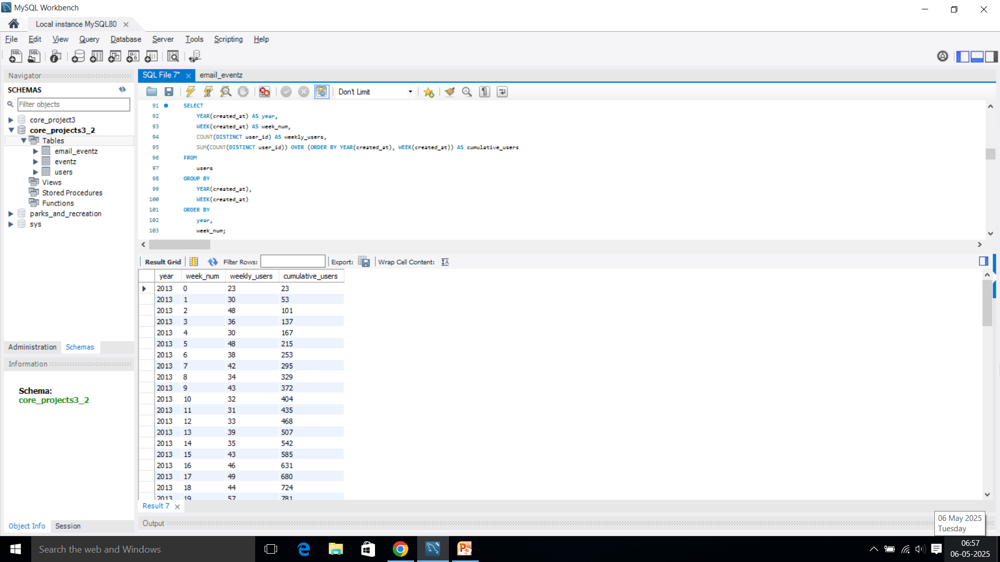 MySQL Workbench
Local instance MySQL80
File Edit View Query Database Server Tools Scripting Help
Navigator
SCHEMAS
Filter objects
core_project3
core_projects3_2
Tables
email_eventz
eventz
users
Views
Stored Procedures
Functions
parks_and_recreation
sys
Administration Schemas
Information
Schema:
core_projects3_2
Object Info Session
SQL File 7* email_eventz
Don't Limit
91 SELECT
92 YEAR(created_at) AS year,
93 WEEK(created_at) AS week_num,
94 COUNT(DISTINCT user_id) AS weekly_users,
95 SUM(COUNT(DISTINCT user_id)) OVER (ORDER BY YEAR(created_at), WEEK(created_at)) AS cumulative_users
96 FROM
97 users
98 GROUP BY
99 YEAR(created_at),
100 WEEK(created_at)
101 ORDER BY
102 year,
103 week_num;
Result Grid Filter Rows: Export: Wrap Cell Content:
year week_num weekly_users cumulative_users
2013 0 23 23
2013 1 30 53
2013 2 48 101
2013 3 36 137
2013 4 30 167
2013 5 48 215
2013 6 38 253
2013 7 42 295
2013 8 34 329
2013 9 43 372
2013 10 32 404
2013 11 31 435
2013 12 33 468
2013 13 39 507
2013 14 35 542
2013 15 43 585
2013 16 46 631
2013 17 49 680
2013 18 44 724
2013 19 57 781
Result 7
Output
06 May 2025
Tuesday
Search the web and Windows
06:57
06-05-2025